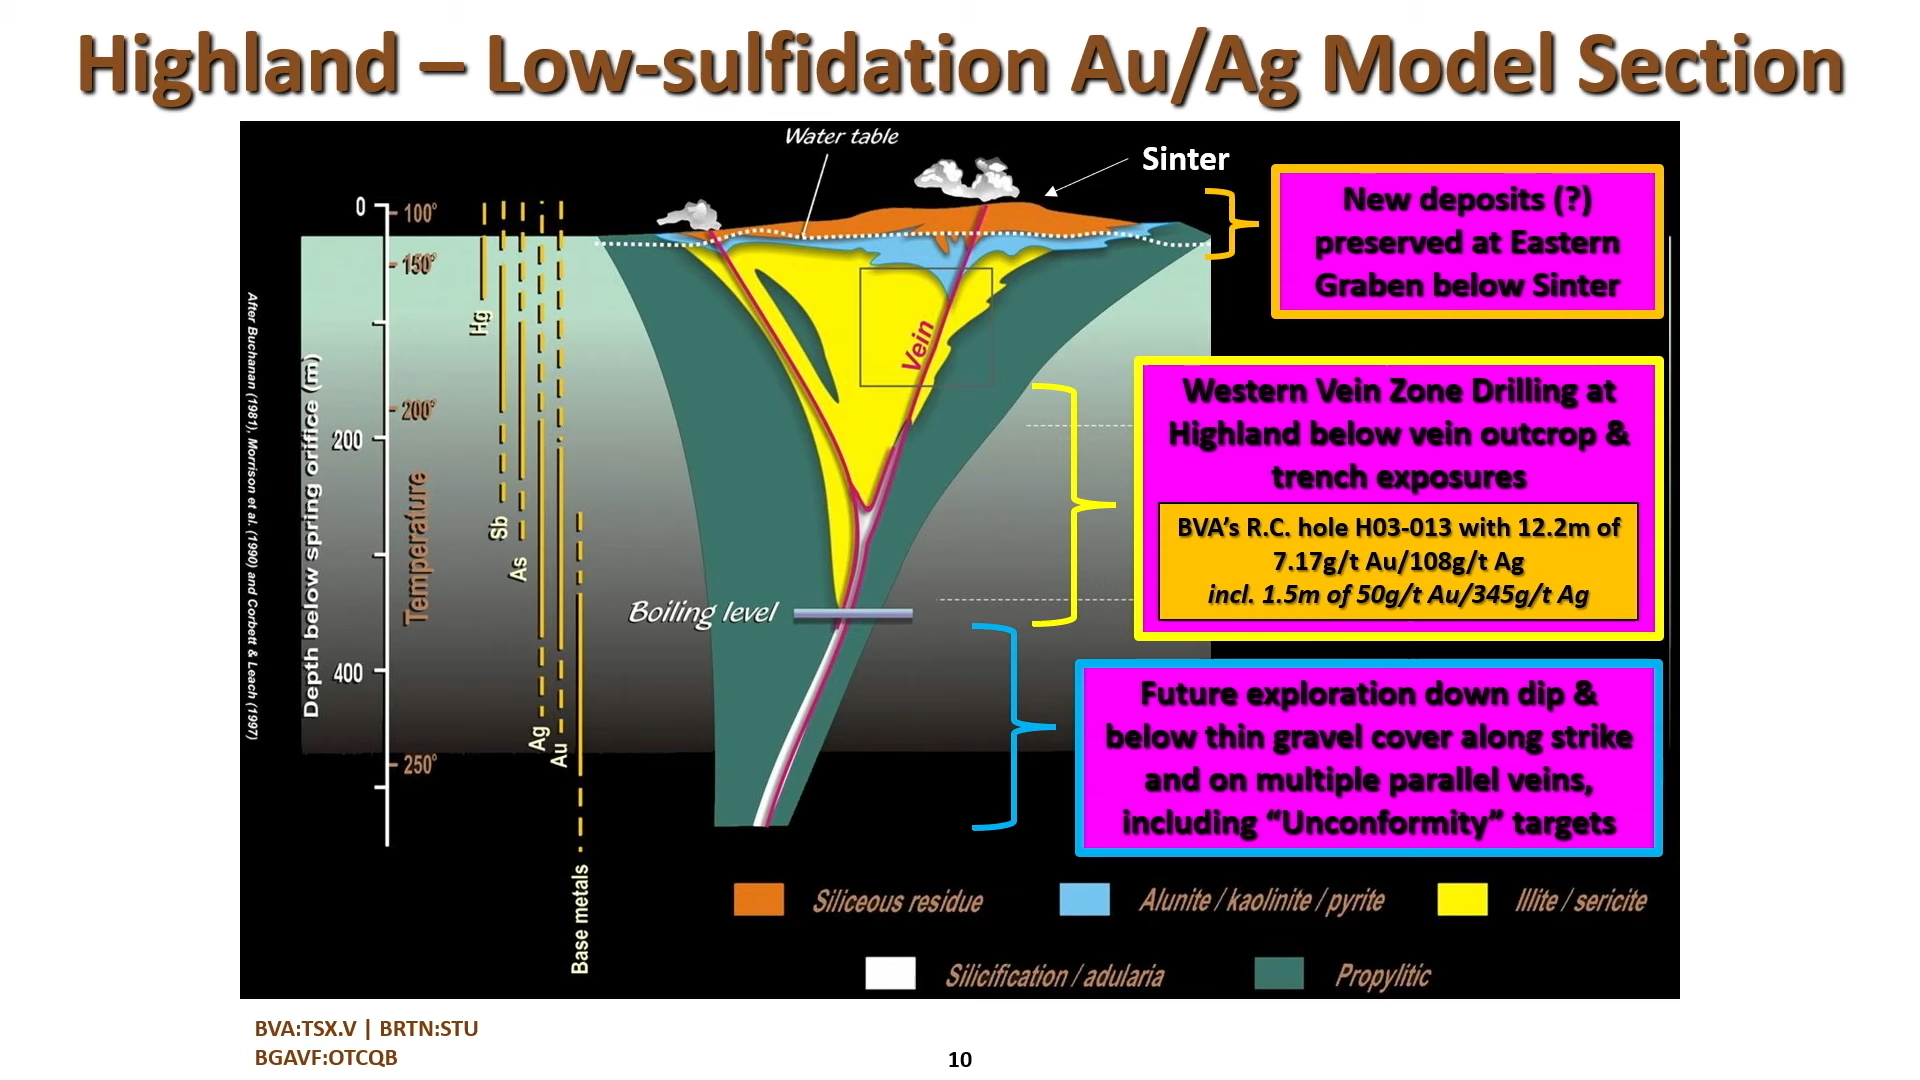 Highland – Low-sulfidation Au/Ag Model Section
Water table
Sinter
New deposits (?)
preserved at Eastern
Graben below Sinter
0
100°
150°
200°
200
400
250°
Depth below spring orifice (m)
Temperature
After Buchanan (1981), Morrison et al. (1990) and Corbett & Leach (1997)
Hg
Sb
As
Ag
Au
Base metals
Vein
Boiling level
Western Vein Zone Drilling at
Highland below vein outcrop &
trench exposures
BVA's R.C. hole H03-013 with 12.2m of
7.17g/t Au/108g/t Ag
incl. 1.5m of 50g/t Au/345g/t Ag
Future exploration down dip &
below thin gravel cover along strike
and on multiple parallel veins,
including “Unconformity” targets
Siliceous residue
Alunite / kaolinite / pyrite
Illite / sericite
Silicification / adularia
Propylitic
BVA:TSX.V | BRTN:STU
BGAVF:OTCQB
10